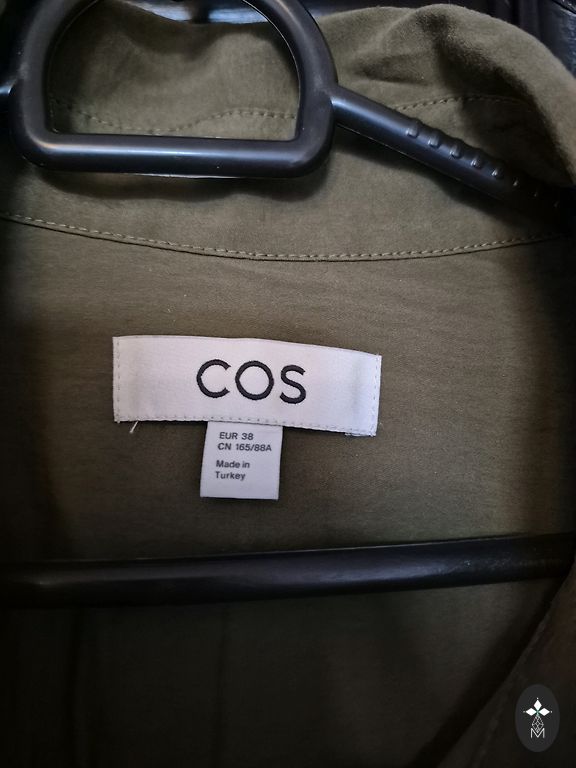 COS
EUR 38
CN 165/88A
Made in
Turkey
M